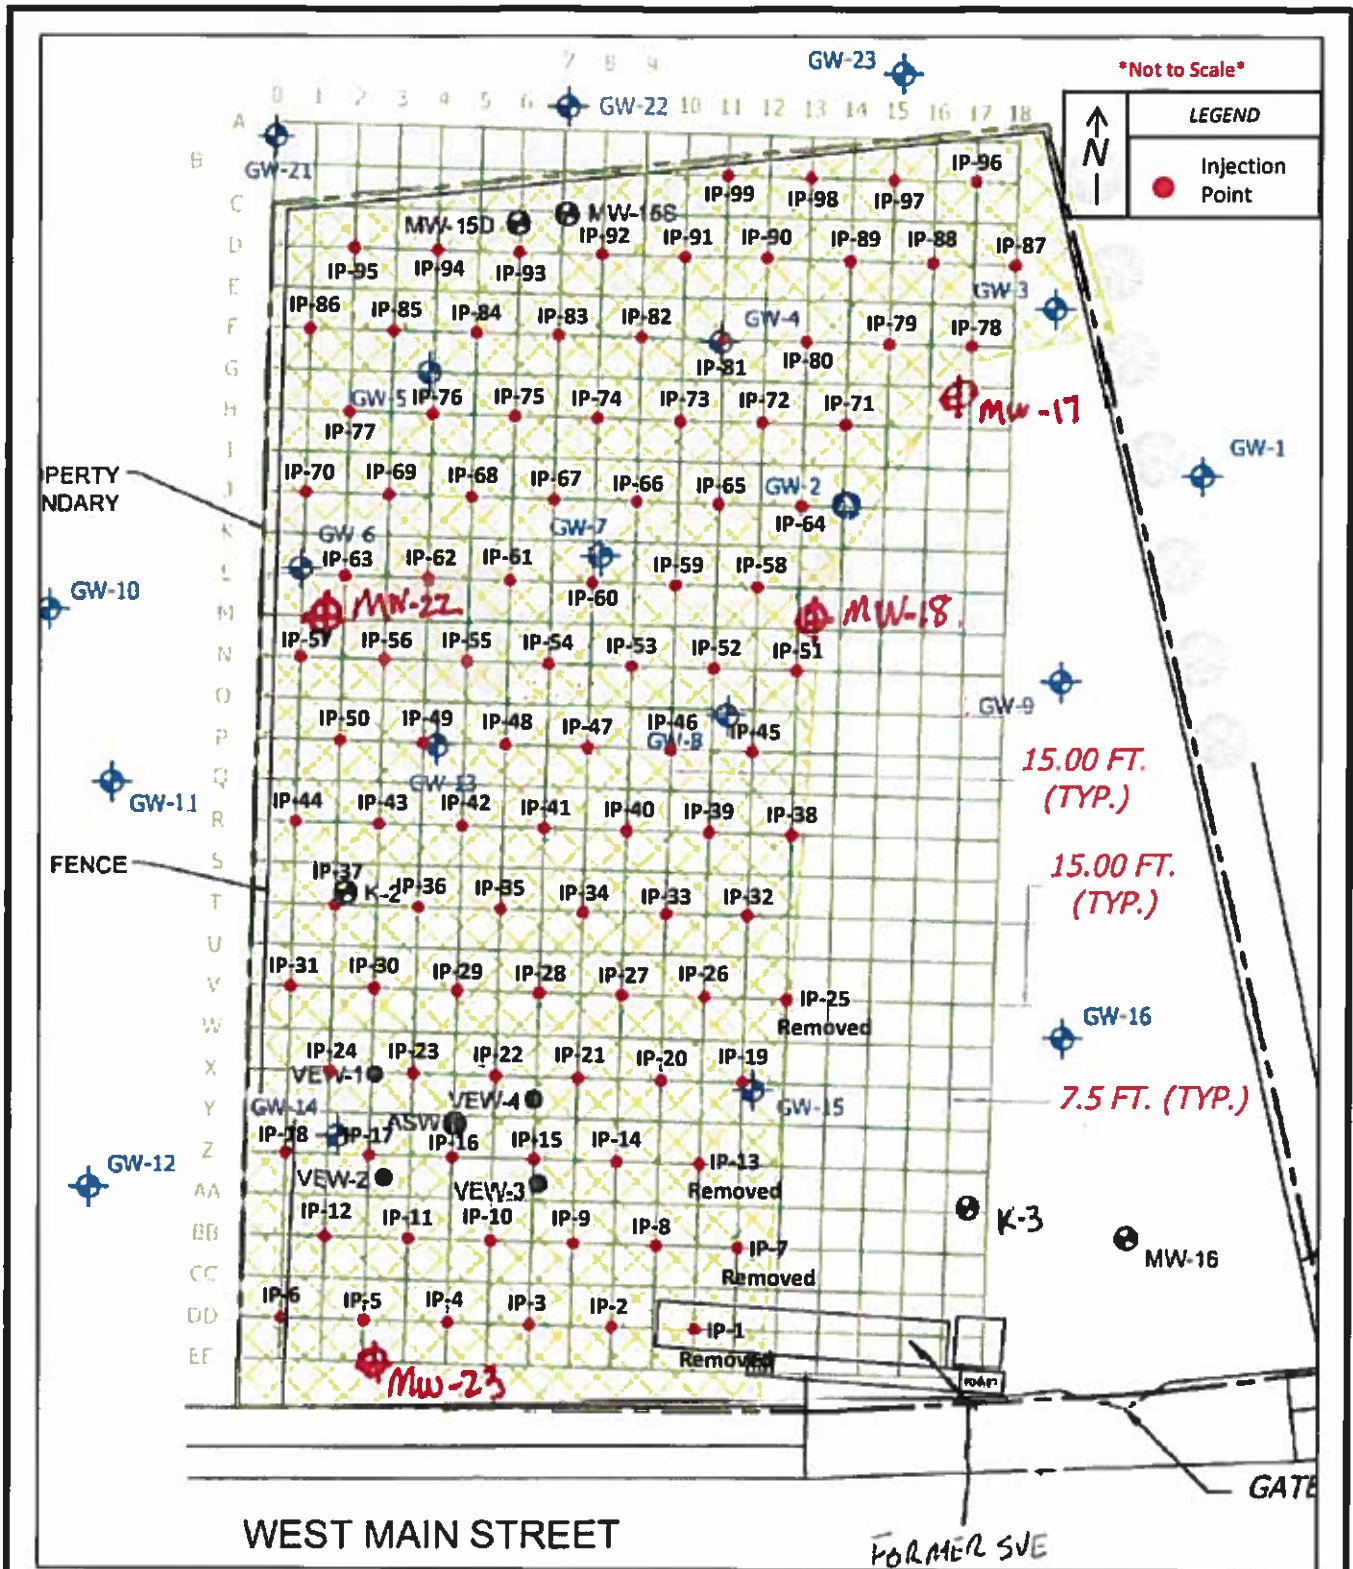 7 8 9
GW-23
*Not to Scale*
0 1 2 3 4 5 6
GW-22
10 11 12 13 14 15 16 17 18
N
LEGEND
Injection
Point
A
B
GW-21
IP-99
IP-98
IP-97
IP-96
C
MW-15D
MW-15S
D
IP-95
IP-94
IP-93
IP-92
IP-91
IP-90
IP-89
IP-88
IP-87
E
GW-3
IP-86
IP-85
IP-84
IP-83
IP-82
GW-4
IP-79
IP-78
F
IP-81
IP-80
G
GW-5
IP-76
IP-75
IP-74
IP-73
IP-72
IP-71
MW-17
H
IP-77
I
GW-1
PERTY
NDARY
IP-70
IP-69
IP-68
IP-67
IP-66
IP-65
GW-2
J
IP-64
K
GW-6
GW-7
IP-63
IP-62
IP-61
IP-59
IP-58
L
IP-60
GW-10
MW-22
MW-18
M
IP-57
IP-56
IP-55
IP-54
IP-53
IP-52
IP-51
N
O
GW-9
IP-50
IP-49
IP-48
IP-47
IP-46
IP-45
P
GW-8
15.00 FT.
(TYP.)
Q
GW-13
GW-11
IP-44
IP-43
IP-42
IP-41
IP-40
IP-39
IP-38
R
S
FENCE
15.00 FT.
(TYP.)
IP-37
K-2
IP-36
IP-35
IP-34
IP-33
IP-32
T
U
IP-31
IP-30
IP-29
IP-28
IP-27
IP-26
V
IP-25
Removed
W
GW-16
IP-24
IP-23
IP-22
IP-21
IP-20
IP-19
X
VEW-1
VEW-4
7.5 FT. (TYP.)
Y
GW-14
ASW
GW-15
IP-18
IP-17
IP-16
IP-15
IP-14
Z
IP-13
Removed
GW-12
VEW-2
VEW-3
AA
IP-12
IP-11
IP-10
IP-9
IP-8
K-3
BB
IP-7
Removed
MW-16
CC
IP-6
IP-5
IP-4
IP-3
IP-2
DD
IP-1
Removed
EE
MW-23
GATE
WEST MAIN STREET
FORMER SVE